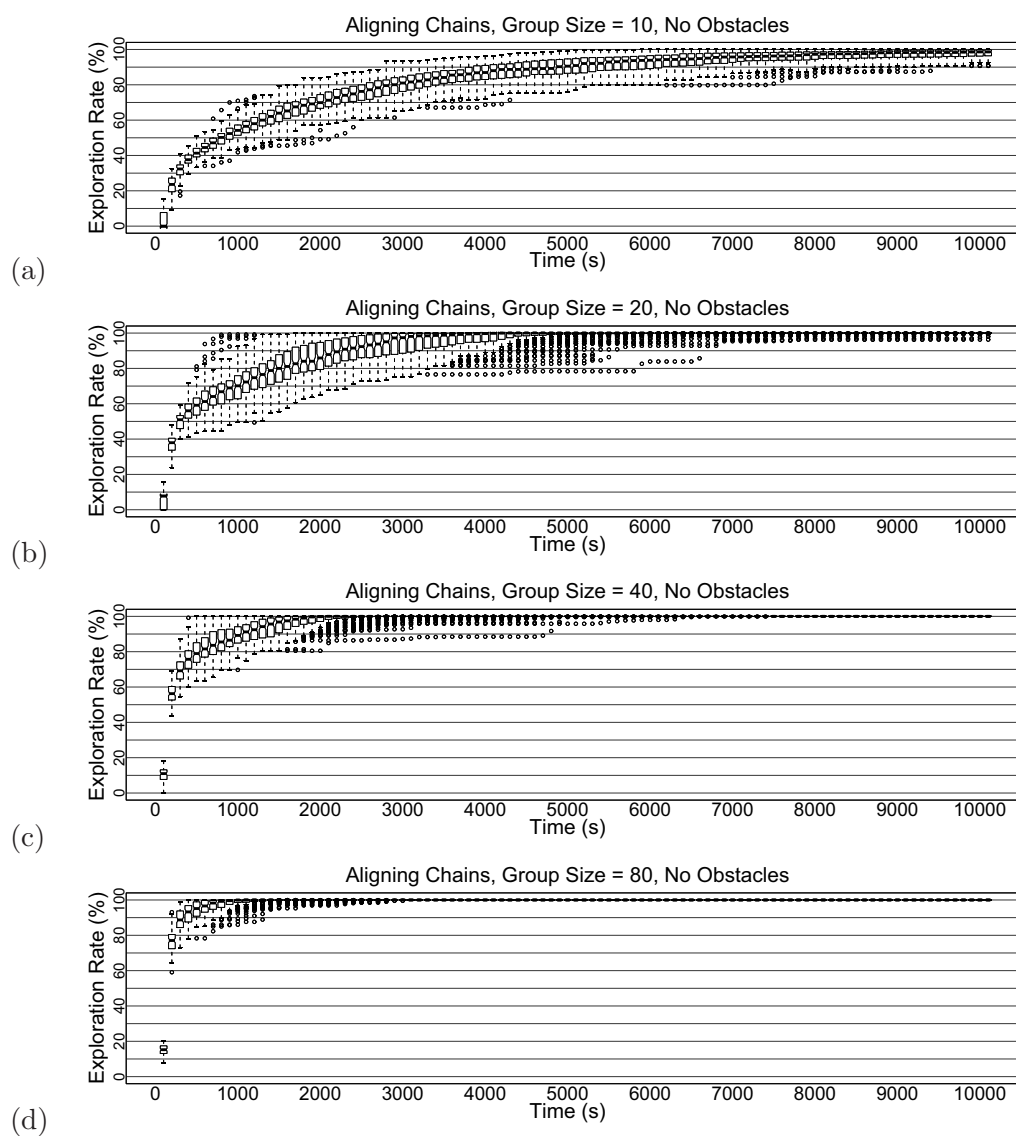 Aligning Chains, Group Size = 10, No Obstacles
Exploration Rate (%)
0 20 40 60 80 100
0 1000 2000 3000 4000 5000 6000 7000 8000 9000 10000
Time (s)
(a)
Aligning Chains, Group Size = 20, No Obstacles
Exploration Rate (%)
0 20 40 60 80 100
0 1000 2000 3000 4000 5000 6000 7000 8000 9000 10000
Time (s)
(b)
Aligning Chains, Group Size = 40, No Obstacles
Exploration Rate (%)
0 20 40 60 80 100
0 1000 2000 3000 4000 5000 6000 7000 8000 9000 10000
Time (s)
(c)
Aligning Chains, Group Size = 80, No Obstacles
Exploration Rate (%)
0 20 40 60 80 100
0 1000 2000 3000 4000 5000 6000 7000 8000 9000 10000
Time (s)
(d)